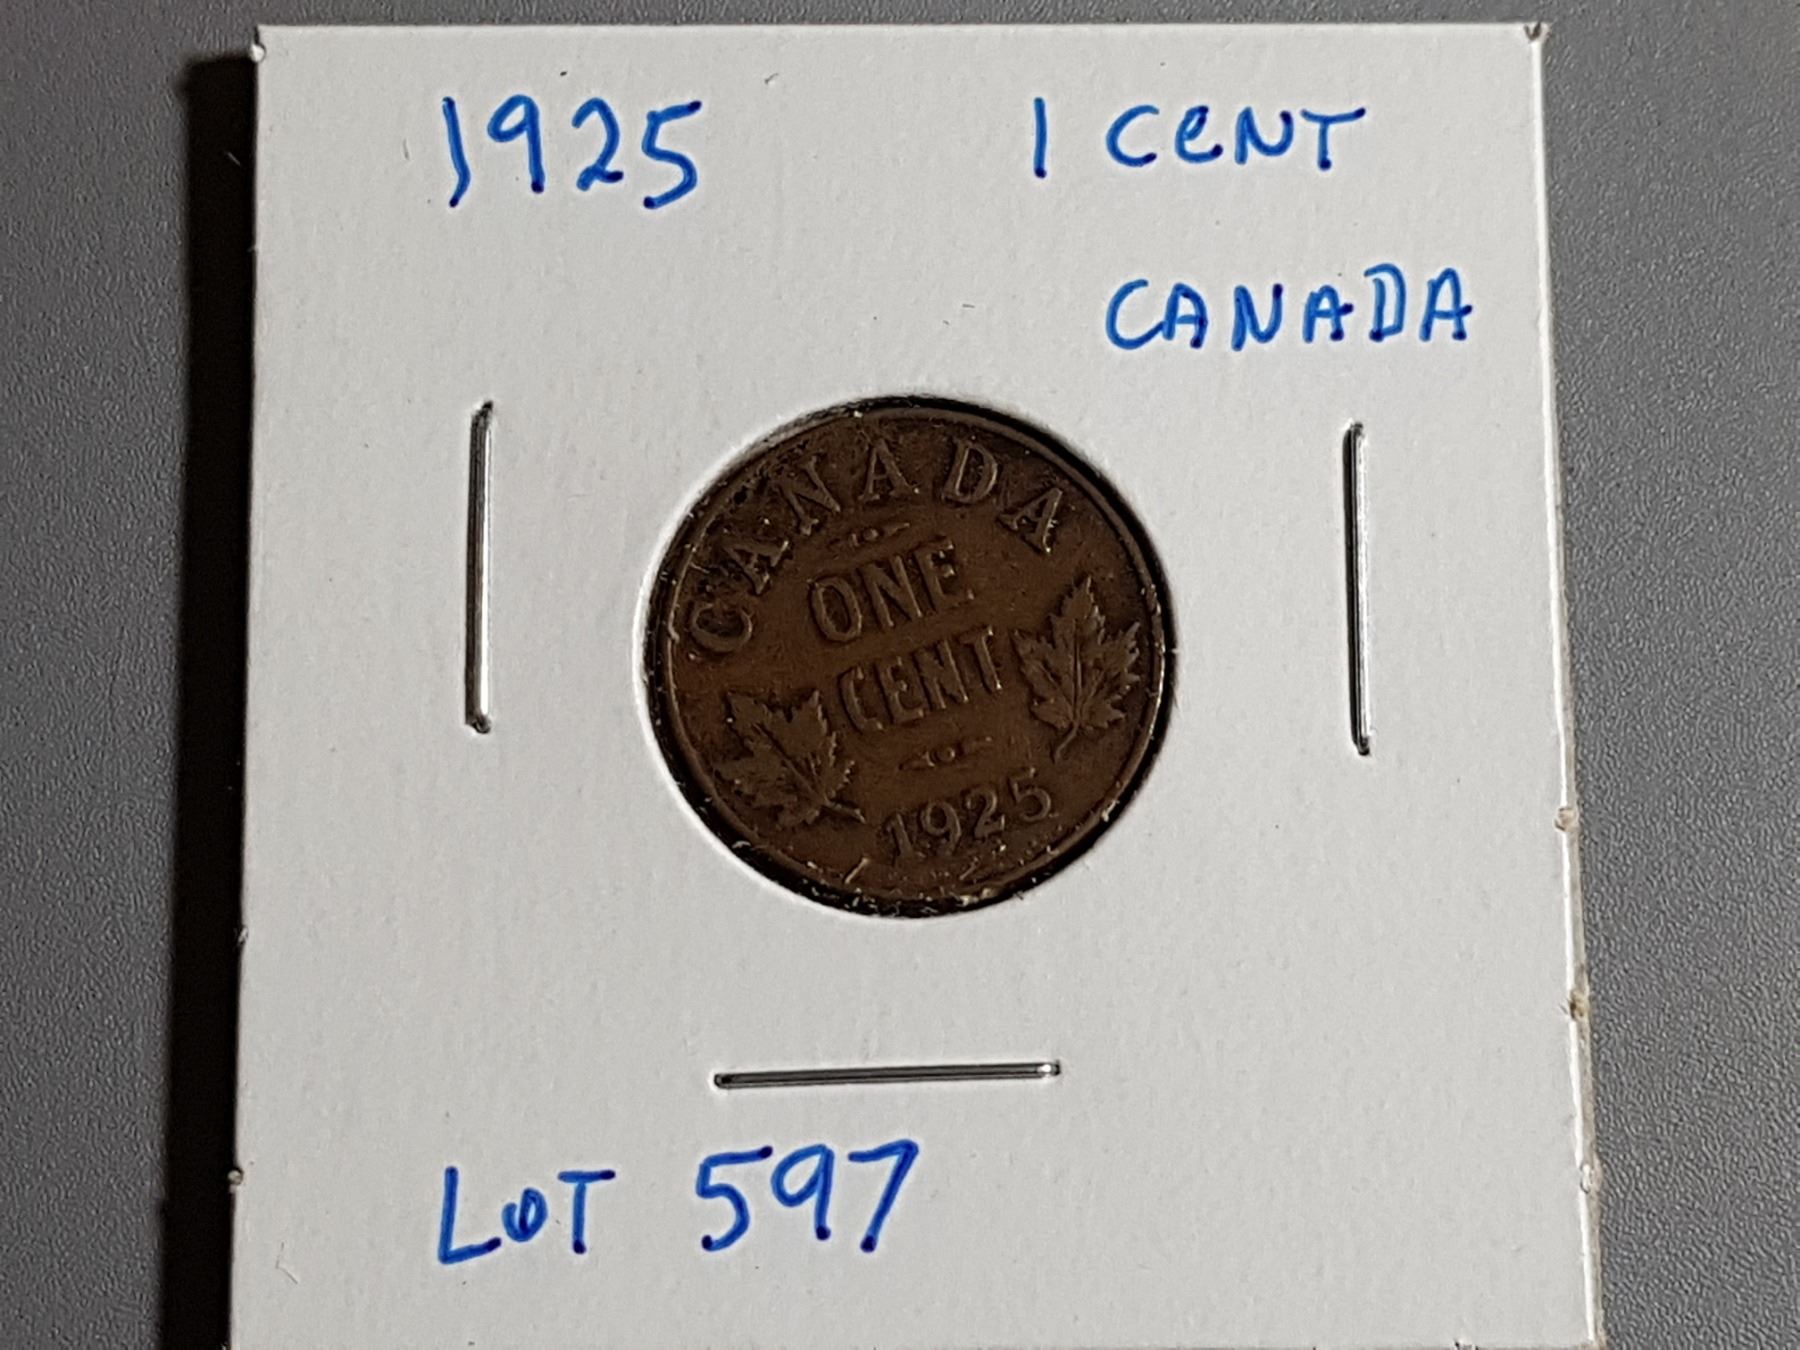 1925 1 CeNT
CANADA
CANADA
ONE
CENT
1925
LOT 597